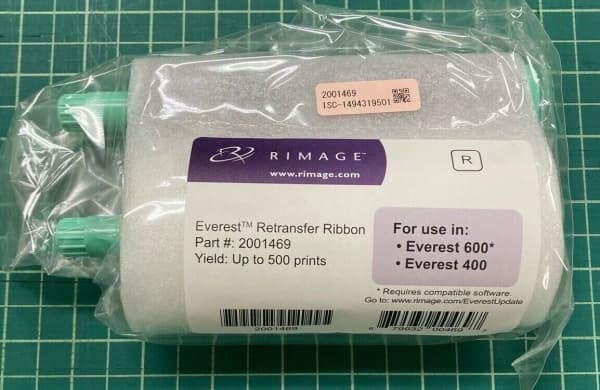 2001469
1SC-1494319501
RIMAGE™
www.rimage.com
R
Everest™ Retransfer Ribbon
Part #: 2001469
Yield: Up to 500 prints
For use in:
• Everest 600*
• Everest 400
* Requires compatible software.
Go to: www.rimage.com/EverestUpdate
2001469